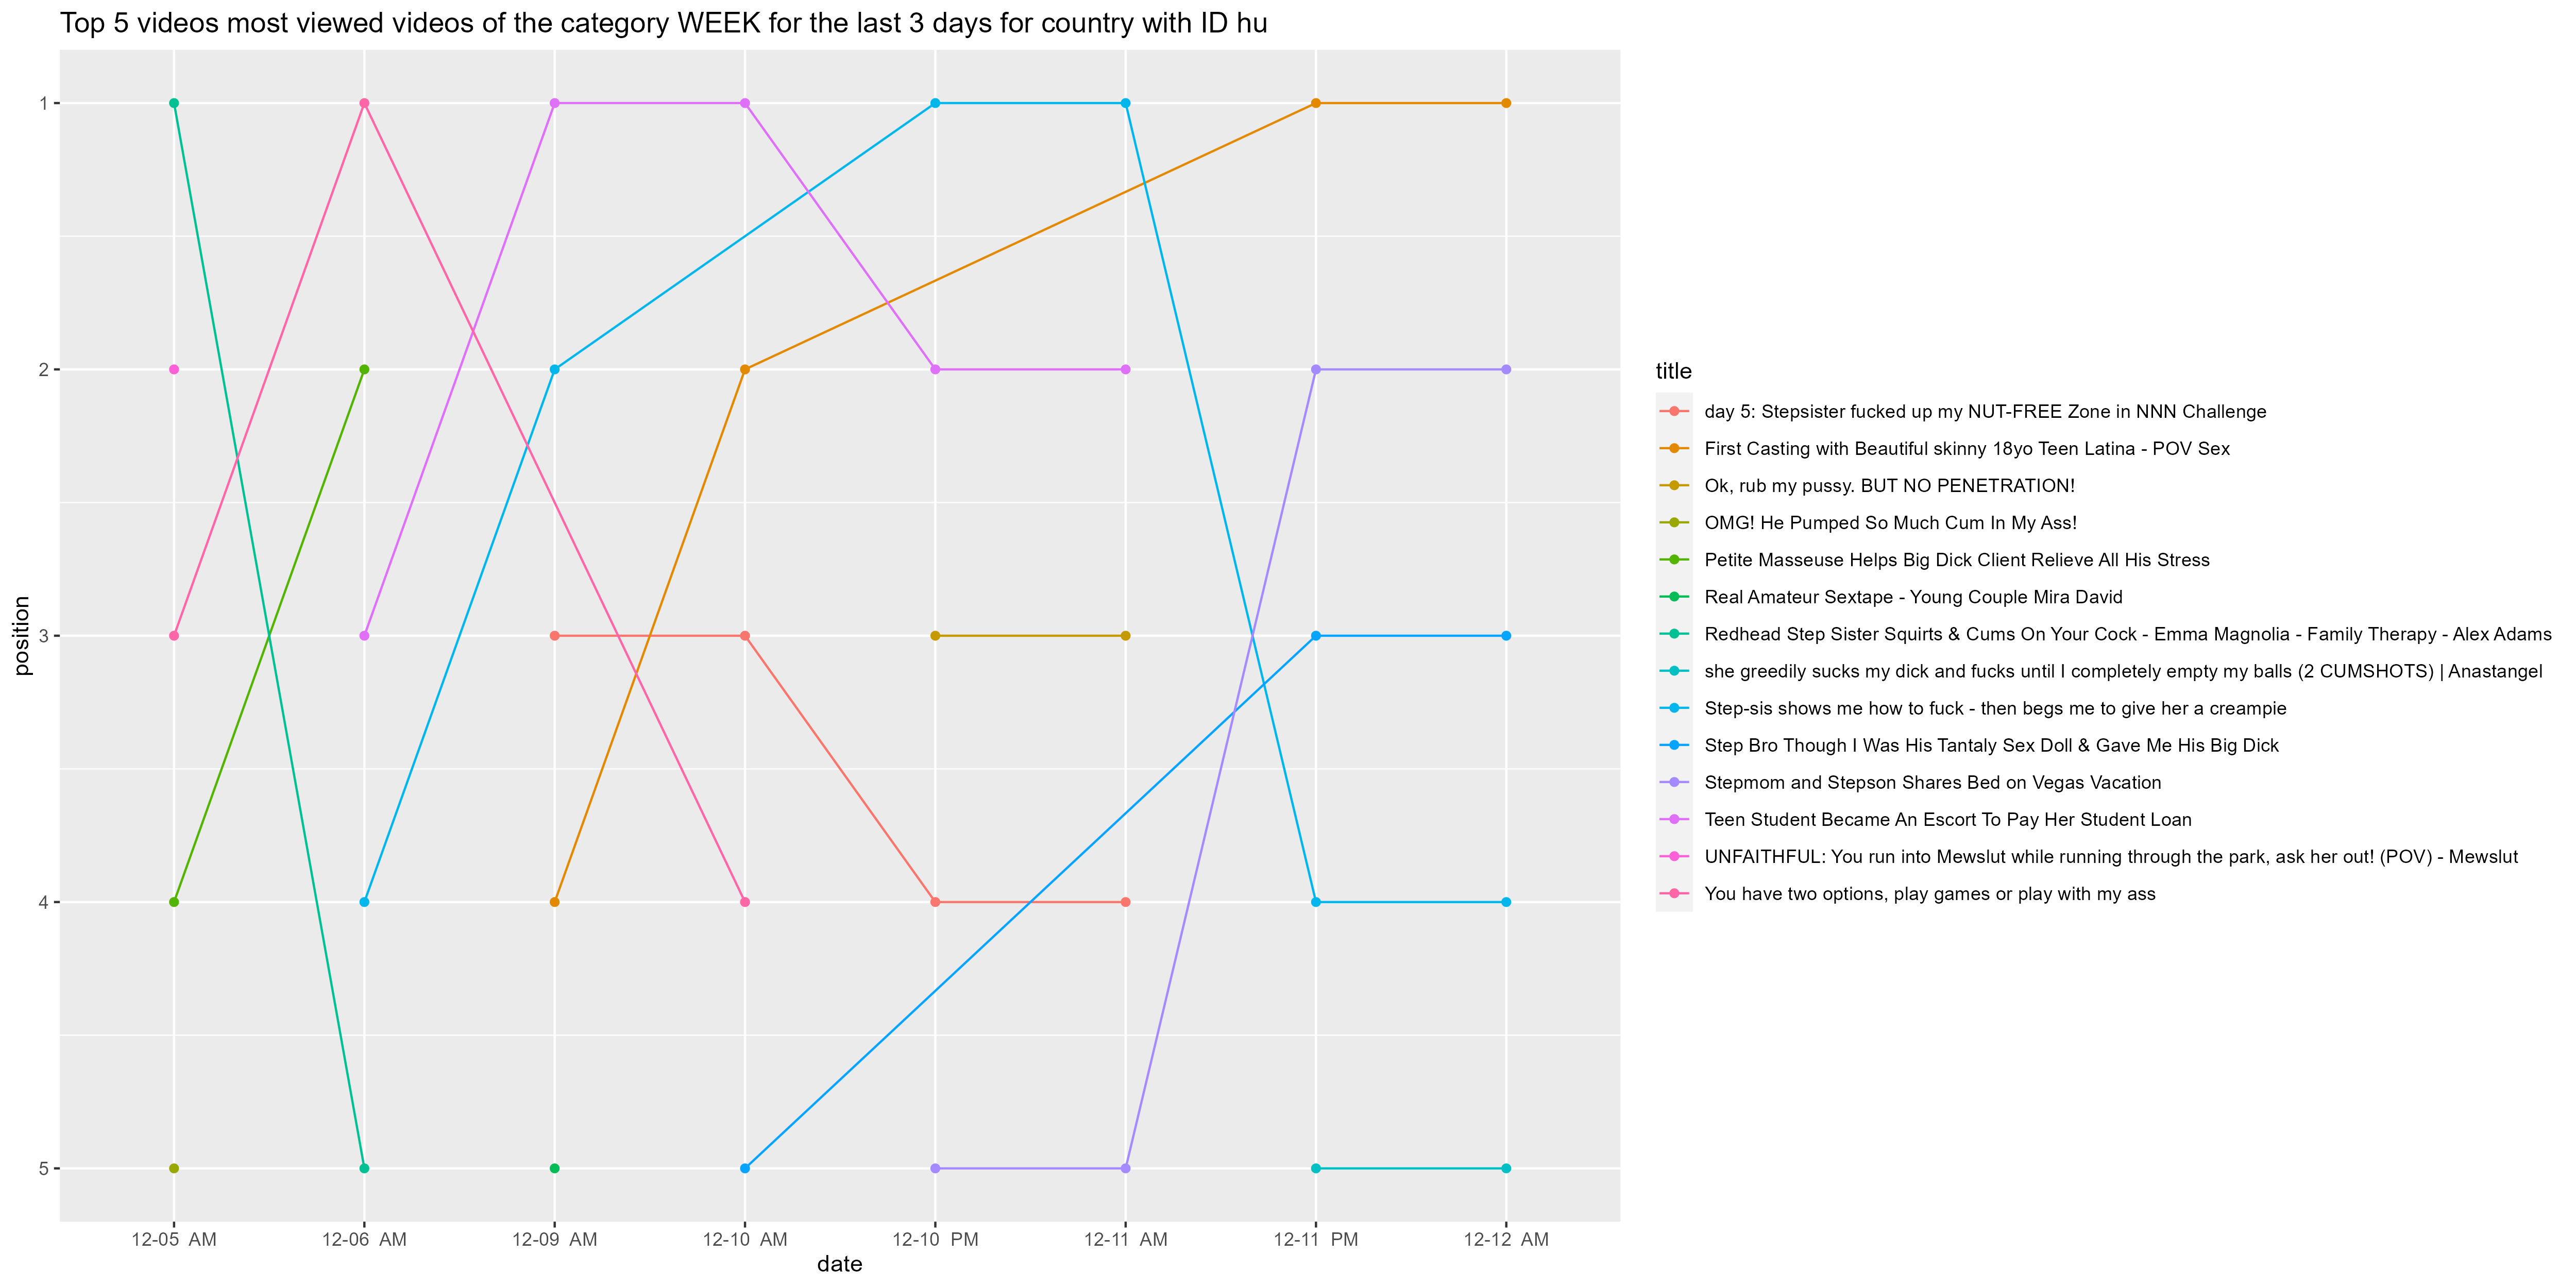 Top 5 videos most viewed videos of the category WEEK for the last 3 days for country with ID hu
position
1
2
3
4
5
12-05 AM
12-06 AM
12-09 AM
12-10 AM
12-10 PM
12-11 AM
12-11 PM
12-12 AM
date
title
day 5: Stepsister fucked up my NUT-FREE Zone in NNN Challenge
First Casting with Beautiful skinny 18yo Teen Latina - POV Sex
Ok, rub my pussy. BUT NO PENETRATION!
OMG! He Pumped So Much Cum In My Ass!
Petite Masseuse Helps Big Dick Client Relieve All His Stress
Real Amateur Sextape - Young Couple Mira David
Redhead Step Sister Squirts & Cums On Your Cock - Emma Magnolia - Family Therapy - Alex Adams
she greedily sucks my dick and fucks until I completely empty my balls (2 CUMSHOTS) | Anastangel
Step-sis shows me how to fuck - then begs me to give her a creampie
Step Bro Though I Was His Tantaly Sex Doll & Gave Me His Big Dick
Stepmom and Stepson Shares Bed on Vegas Vacation
Teen Student Became An Escort To Pay Her Student Loan
UNFAITHFUL: You run into Mewslut while running through the park, ask her out! (POV) - Mewslut
You have two options, play games or play with my ass